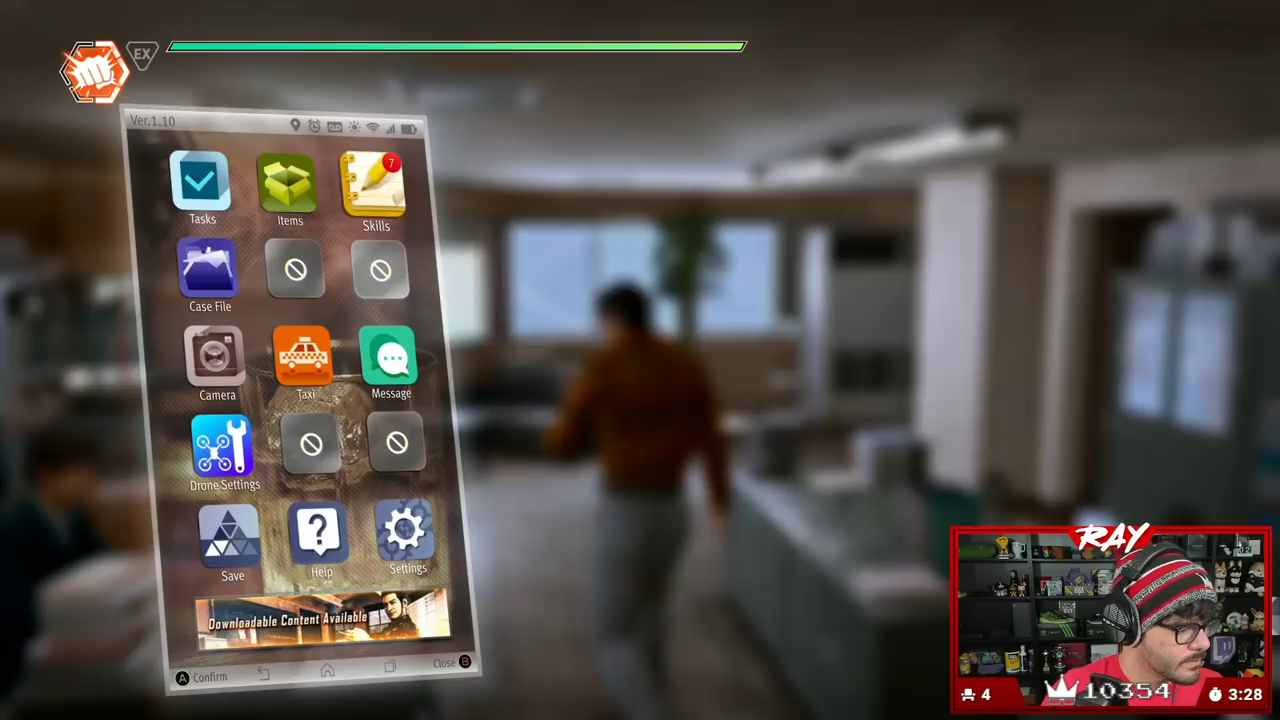 EX
Ver.1.10
7
Tasks
Items
Skills
Case File
Camera
Taxi
Message
Drone Settings
Save
Help
Settings
Downloadable Content Available
A Confirm
Close B
RAY
4
10354
3:28